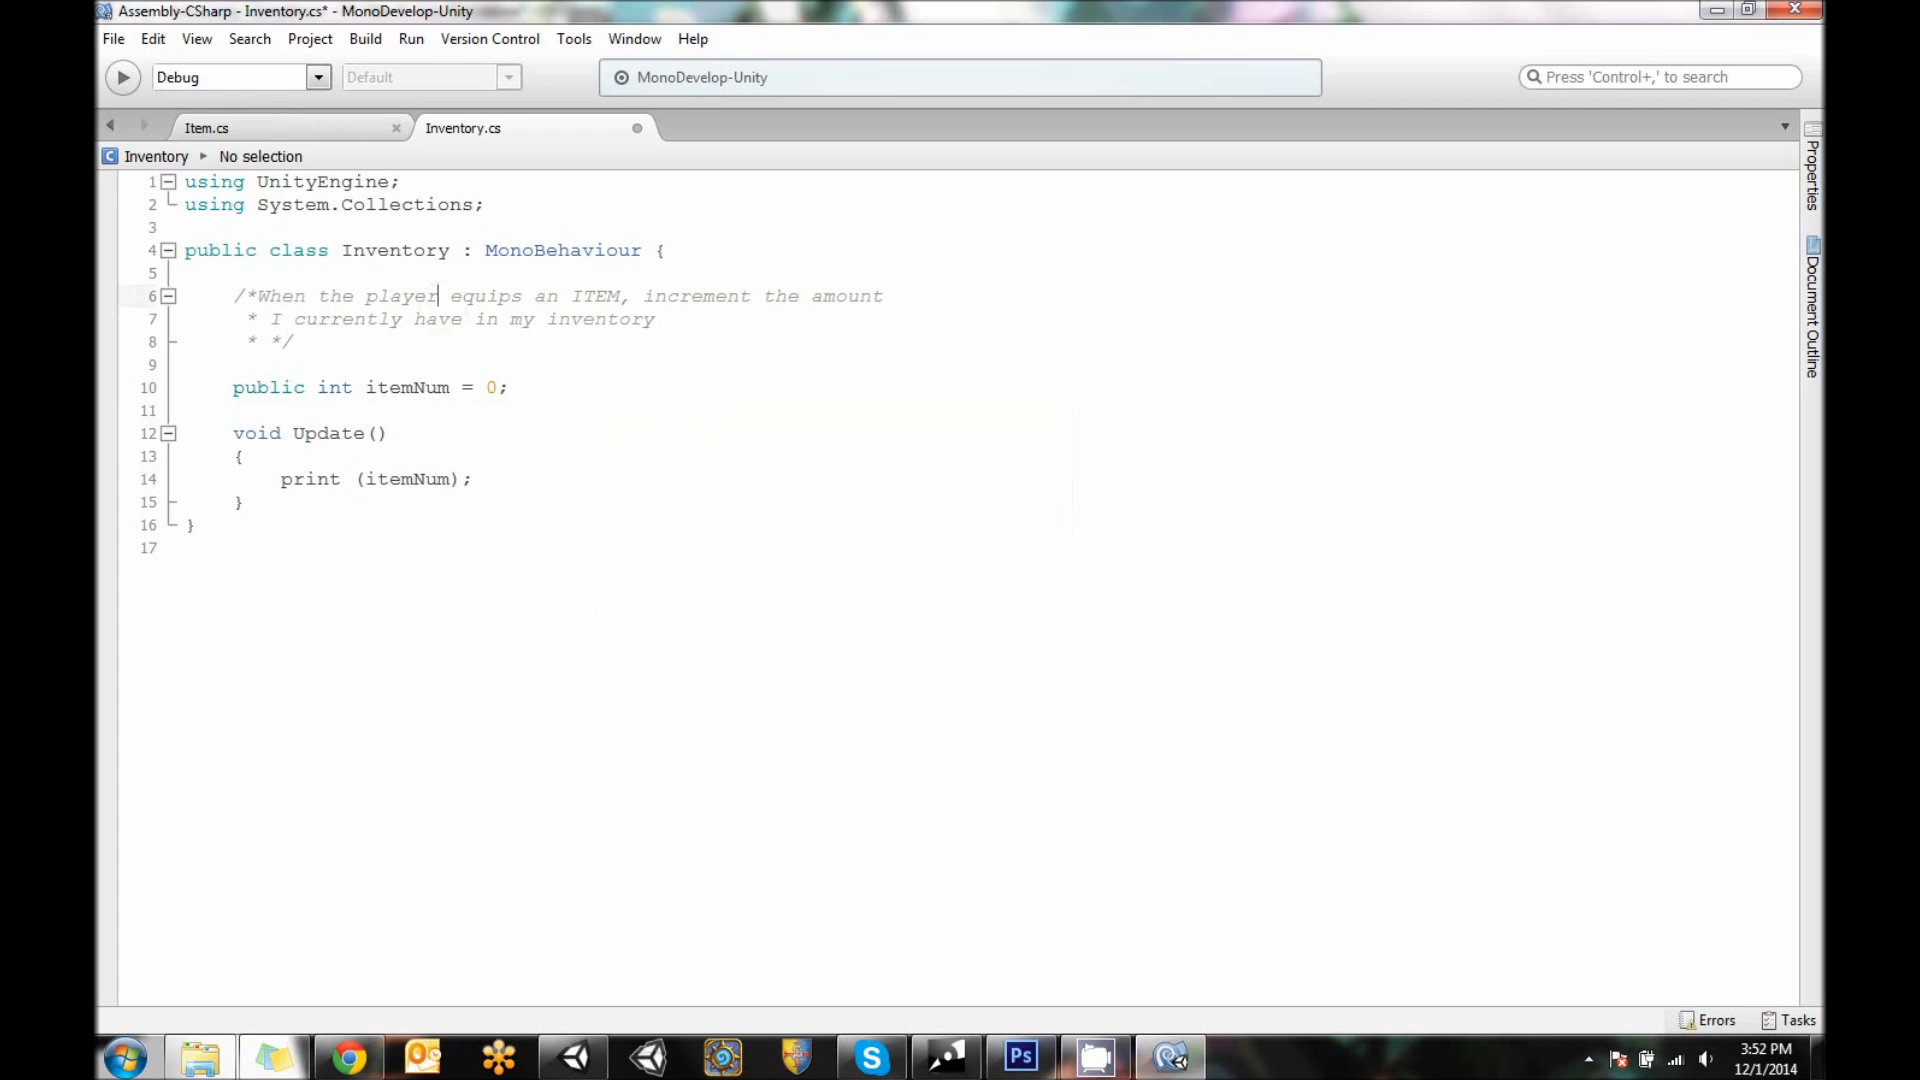 Assembly-CSharp - Inventory.cs* - MonoDevelop-Unity
File Edit View Search Project Build Run Version Control Tools Window Help
Debug Default MonoDevelop-Unity Press 'Control+,' to search
Item.cs Inventory.cs
C Inventory No selection
Properties
Document Outline
1 using UnityEngine;
2 using System.Collections;
3
4 public class Inventory : MonoBehaviour {
5
6 /*When the player equips an ITEM, increment the amount
7 * I currently have in my inventory
8 * */
9
10 public int itemNum = 0;
11
12 void Update()
13 {
14 print (itemNum);
15 }
16 }
17
Errors Tasks
S Ps 3:52 PM
12/1/2014